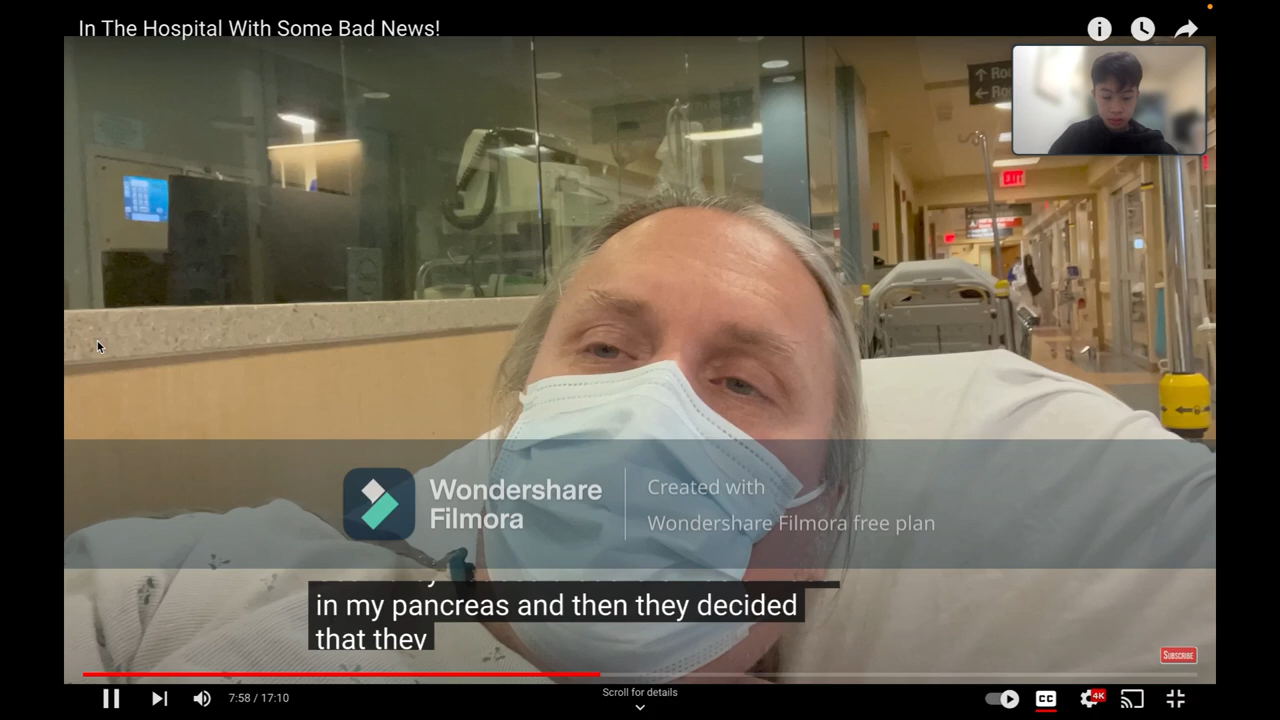 In The Hospital With Some Bad News!
EXIT
Wondershare
Filmora
Created with
Wondershare Filmora free plan
in my pancreas and then they decided
that they
SUBSCRIBE
7:58 / 17:10
Scroll for details
CC
4K